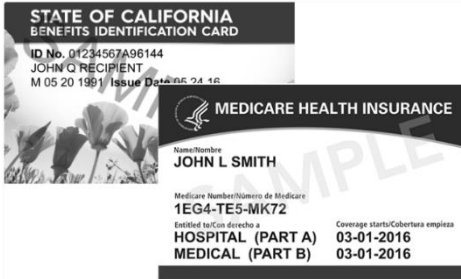 STATE OF CALIFORNIA
BENEFITS IDENTIFICATION CARD
ID No. 01234567A96144
JOHN Q RECIPIENT
M 05 20 1991 Issue Date 05 24 16
SAMPLE
MEDICARE HEALTH INSURANCE
Name/Nombre
JOHN L SMITH
Medicare Number/Número de Medicare
1EG4-TE5-MK72
Entitled to/Con derecho a Coverage starts/Cobertura empieza
HOSPITAL (PART A) 03-01-2016
MEDICAL (PART B) 03-01-2016
SAMPLE